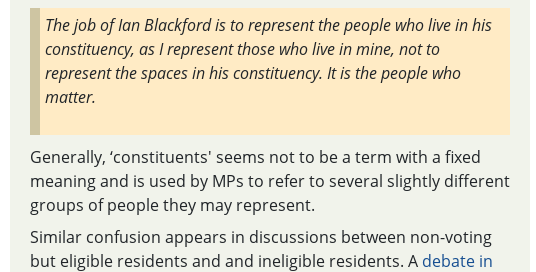 The job of Ian Blackford is to represent the people who live in his
constituency, as I represent those who live in mine, not to
represent the spaces in his constituency. It is the people who
matter.
Generally, ‘constituents' seems not to be a term with a fixed
meaning and is used by MPs to refer to several slightly different
groups of people they may represent.
Similar confusion appears in discussions between non-voting
but eligible residents and and ineligible residents. A debate in